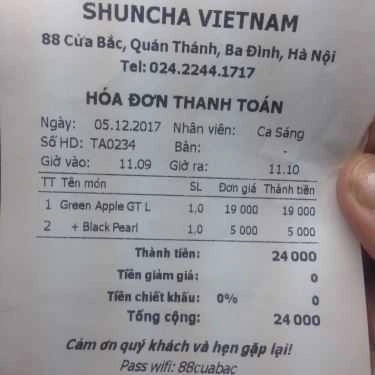 SHUNCHA VIETNAM
88 Cửa Bắc, Quán Thánh, Ba Đình, Hà Nội
Tel: 024.2244.1717
HÓA ĐƠN THANH TOÁN
Ngày: 05.12.2017 Nhân viên: Ca Sáng
Số HD: TA0234 Bàn: -
Giờ vào: 11.09 Giờ ra: 11.10
TT Tên món SL Đơn giá Thành tiền
1 Green Apple GT L 1,0 19 000 19 000
2 + Black Pearl 1,0 5 000 5 000
Thành tiền: 24 000
Tiền giảm giá: 0
Tiền chiết khấu: 0% 0
Tổng cộng: 24 000
Cám ơn quý khách và hẹn gặp lại!
Pass wifi: 88cuabac